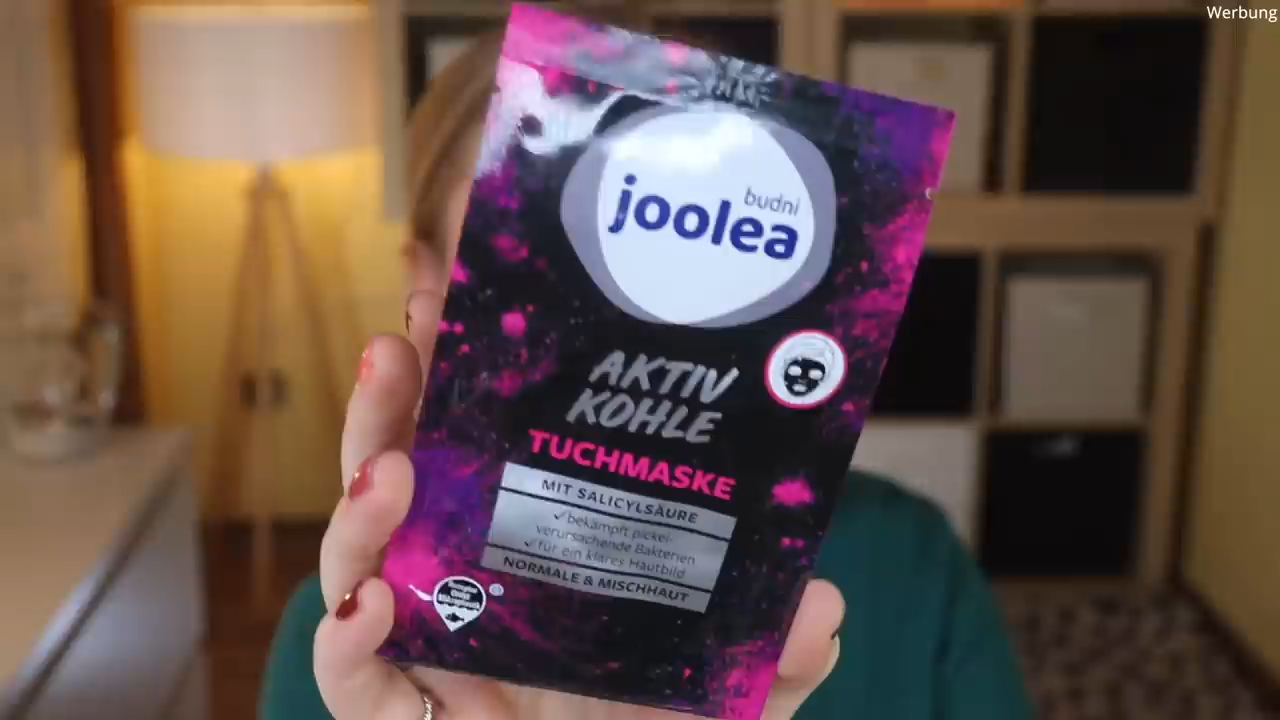 Werbung
budni
joolea
AKTIV
KOHLE
TUCHMASKE
MIT SALICYLSÄURE
✓bekämpft pickel-
verursachende Bakterien
✓für ein klares Hautbild
NORMALE & MISCHHAUT